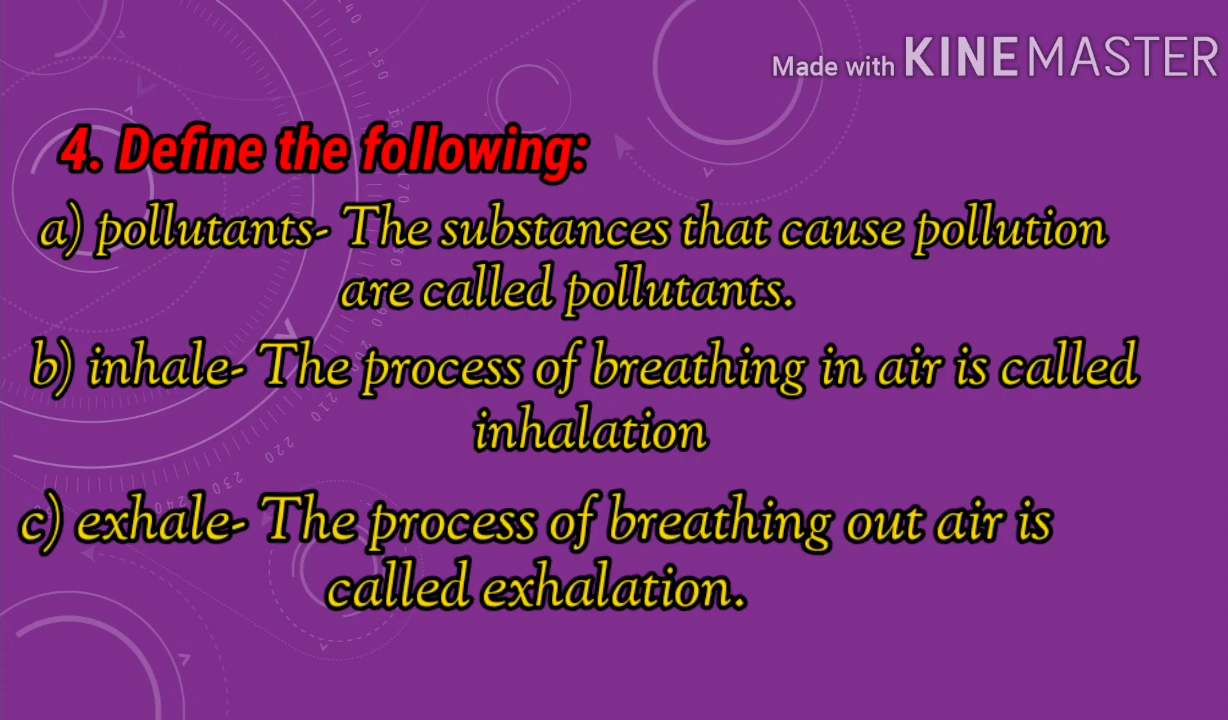 Made with KINEMASTER
4. Define the following:
a) pollutants- The substances that cause pollution
are called pollutants.
b) inhale- The process of breathing in air is called
inhalation
c) exhale- The process of breathing out air is
called exhalation.